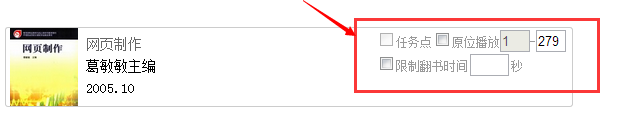 网页制作
网页制作
葛敏敏主编
2005.10
任务点 原位播放 1 - 279
限制翻书时间 秒